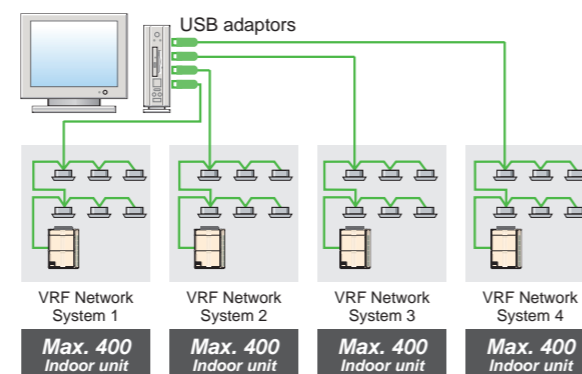 USB adaptors
VRF Network
System 1
Max. 400
Indoor unit
VRF Network
System 2
Max. 400
Indoor unit
VRF Network
System 3
Max. 400
Indoor unit
VRF Network
System 4
Max. 400
Indoor unit